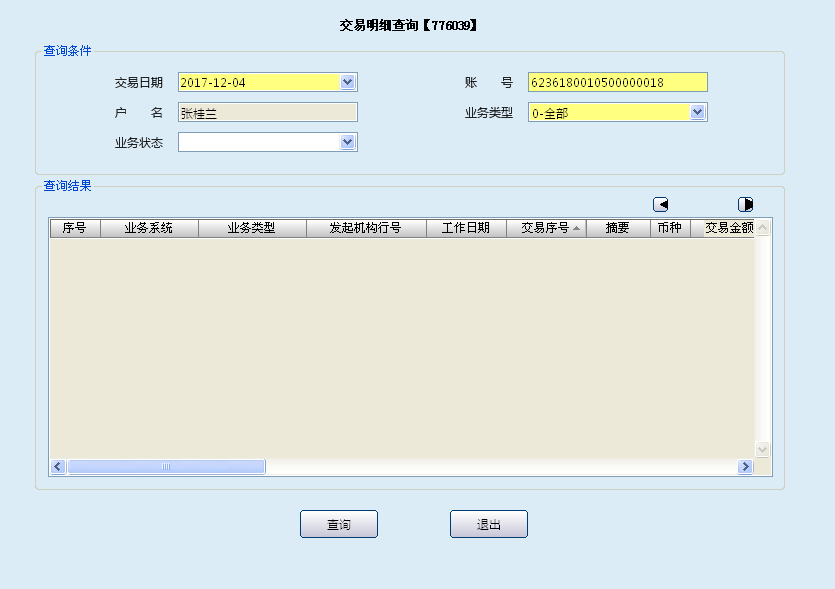 交易明细查询【776039】
查询条件
交易日期 2017-12-04 账 号 6236180010500000018
户 名 张桂兰 业务类型 0-全部
业务状态
查询结果
序号 业务系统 业务类型 发起机构行号 工作日期 交易序号 摘要 币种 交易金额
查询 退出